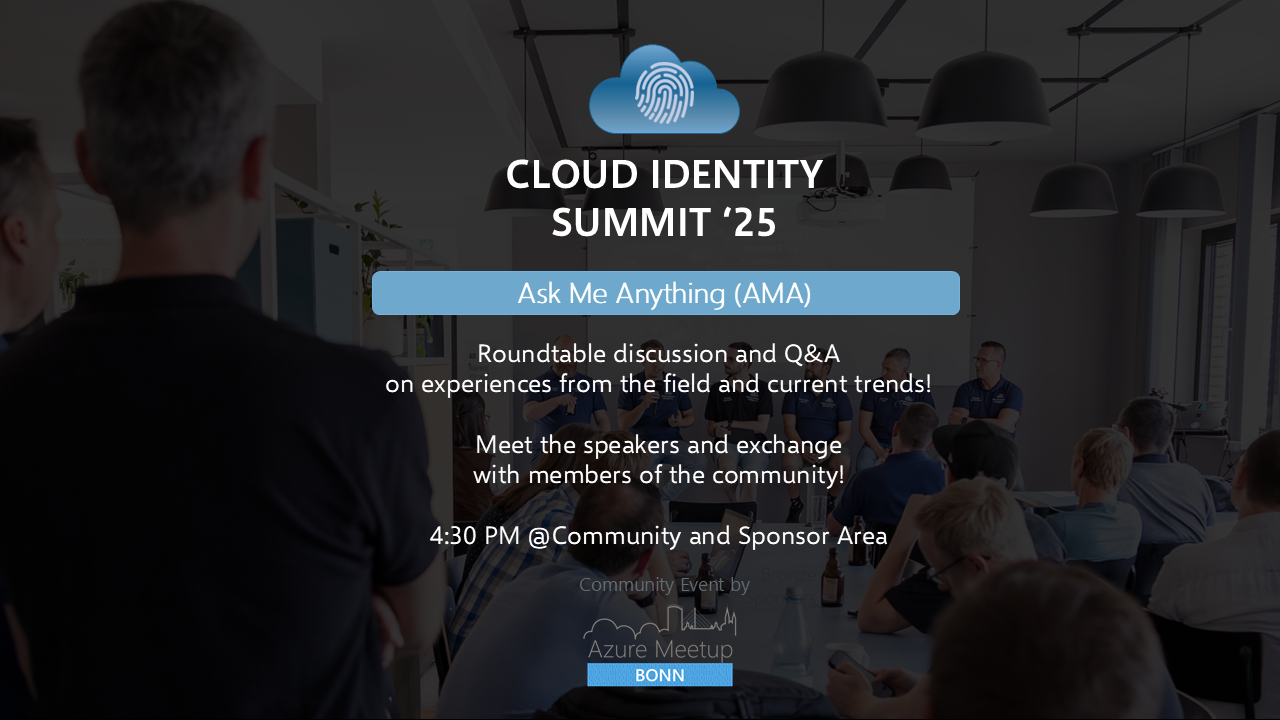 CLOUD IDENTITY
SUMMIT ‘25
Ask Me Anything (AMA)
Roundtable discussion and Q&A
on experiences from the field and current trends!
Meet the speakers and exchange
with members of the community!
4:30 PM @Community and Sponsor Area
Community Event by
Azure Meetup
BONN